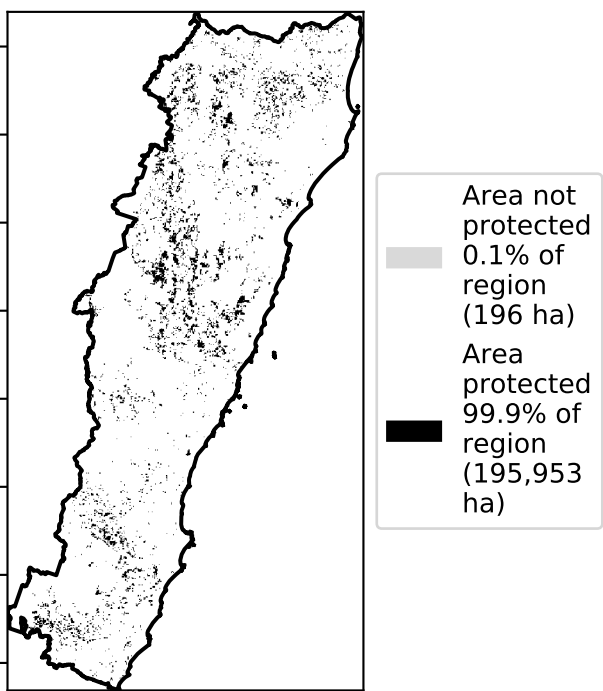 Area not
protected
0.1% of
region
(196 ha)
Area
protected
99.9% of
region
(195,953
ha)